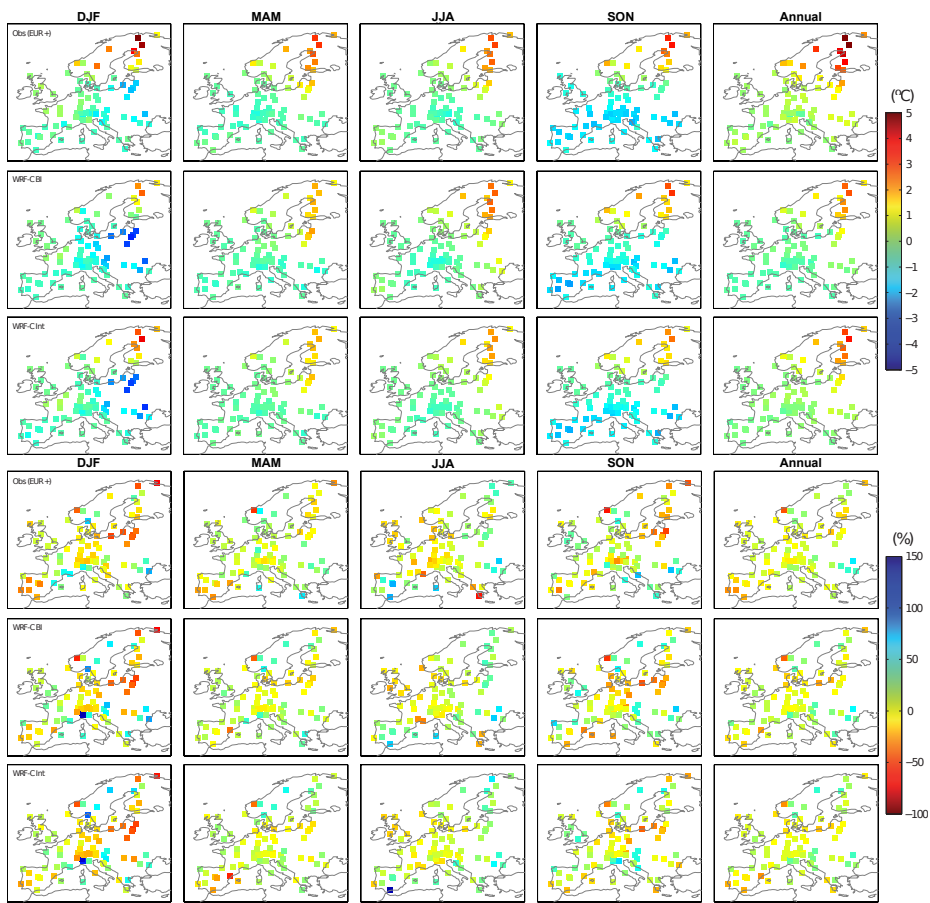 DJF MAM JJA SON Annual
Obs (EUR +)
(ºC)
5
4
3
2
1
0
−1
−2
−3
−4
−5
WRF-CBI
WRF-CInt
DJF MAM JJA SON Annual
Obs (EUR +)
(%)
150
100
50
0
−50
−100
WRF-CBI
WRF-CInt